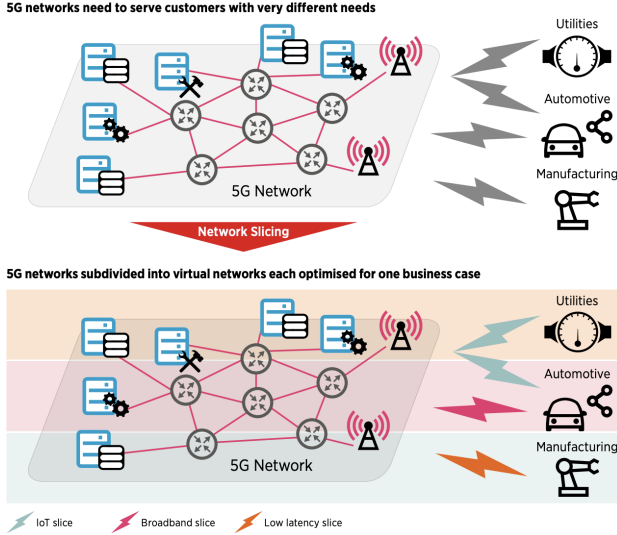 5G networks need to serve customers with very different needs
Utilities
Automotive
Manufacturing
5G Network
Network Slicing
5G networks subdivided into virtual networks each optimised for one business case
Utilities
Automotive
Manufacturing
5G Network
IoT slice
Broadband slice
Low latency slice